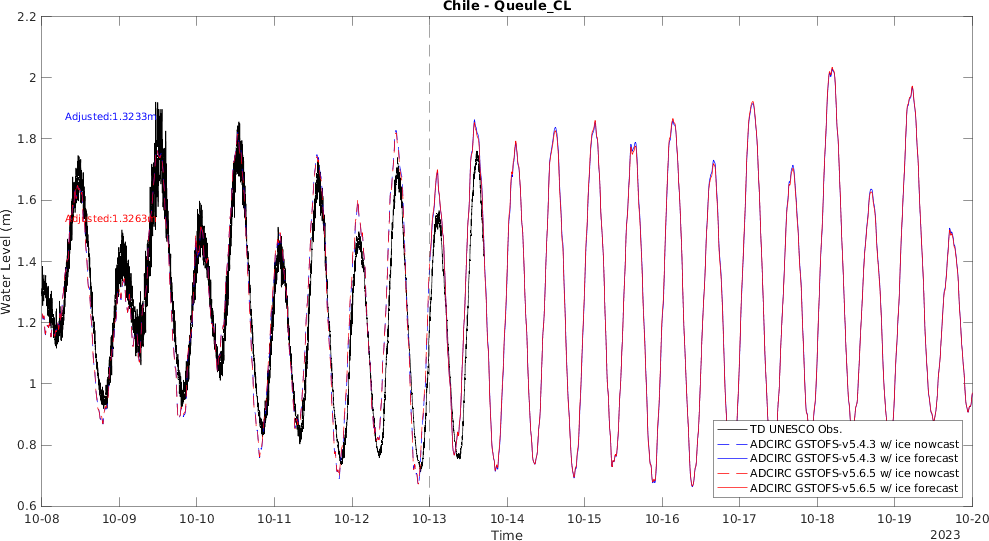 Chile - Queule_CL
2.2
2
1.8
1.6
1.4
1.2
1
0.8
0.6
Water Level (m)
Adjusted:1.3233m
Adjusted:1.3263m
TD UNESCO Obs.
ADCIRC GSTOFS-v5.4.3 w/ ice nowcast
ADCIRC GSTOFS-v5.4.3 w/ ice forecast
ADCIRC GSTOFS-v5.6.5 w/ ice nowcast
ADCIRC GSTOFS-v5.6.5 w/ ice forecast
10-08 10-09 10-10 10-11 10-12 10-13 10-14 10-15 10-16 10-17 10-18 10-19 10-20
Time
2023